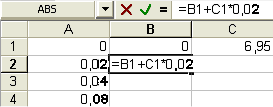 ABS =B1+C1*0,02
A B C
1 0 0 6,95
2 0,02 =B1+C1*0,02
3 0,04
4 0,08